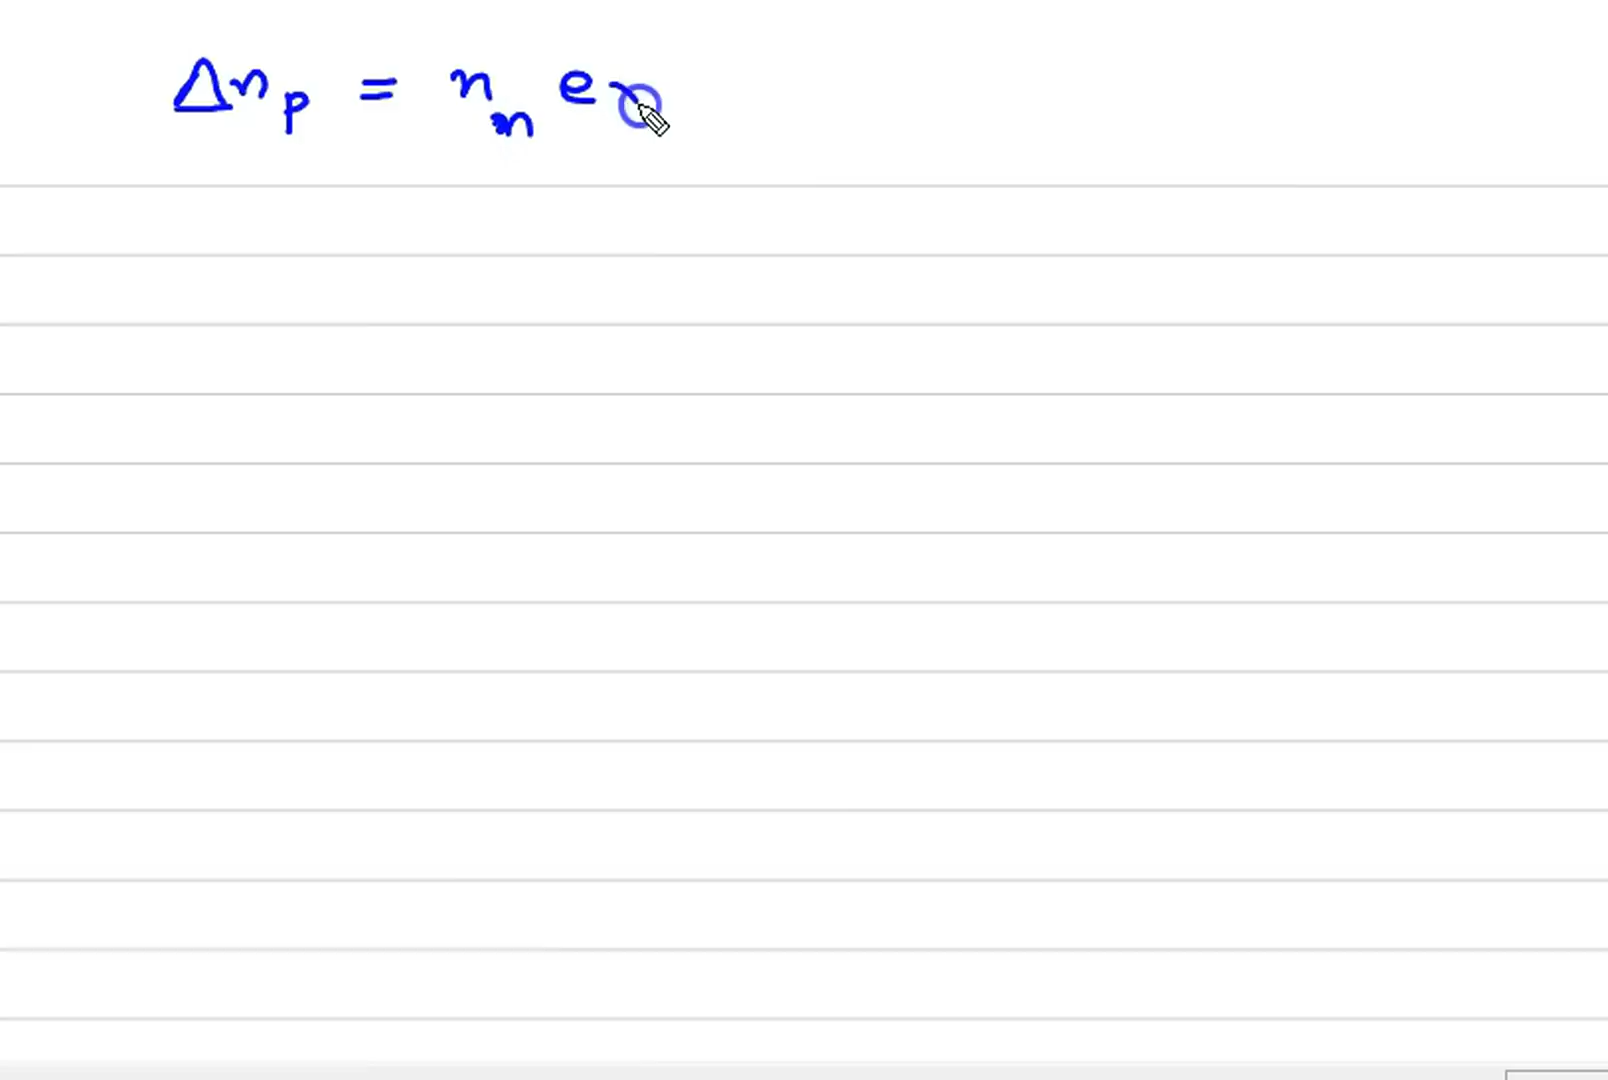 Δn_p = n_n e